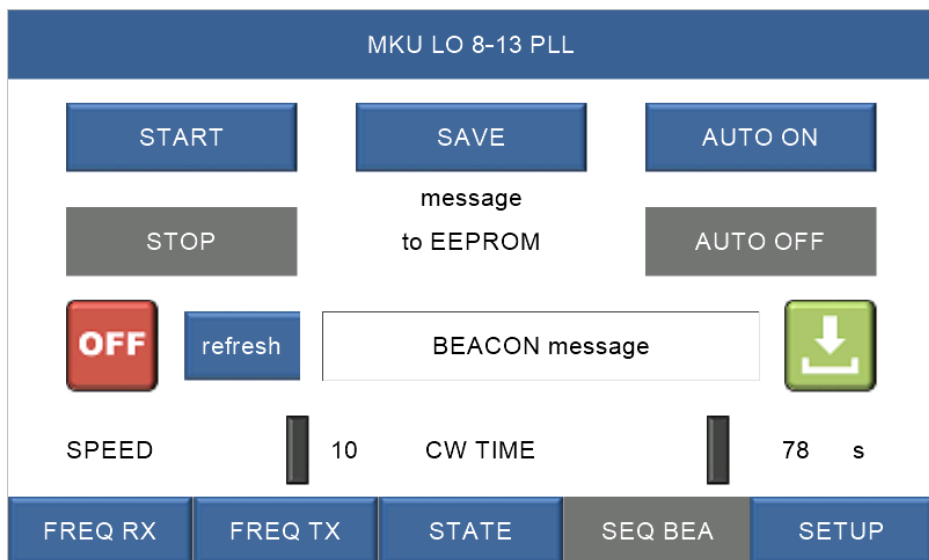 MKU LO 8-13 PLL
START SAVE AUTO ON
message
STOP to EEPROM AUTO OFF
OFF refresh BEACON message
SPEED 10 CW TIME 78 s
FREQ RX FREQ TX STATE SEQ BEA SETUP